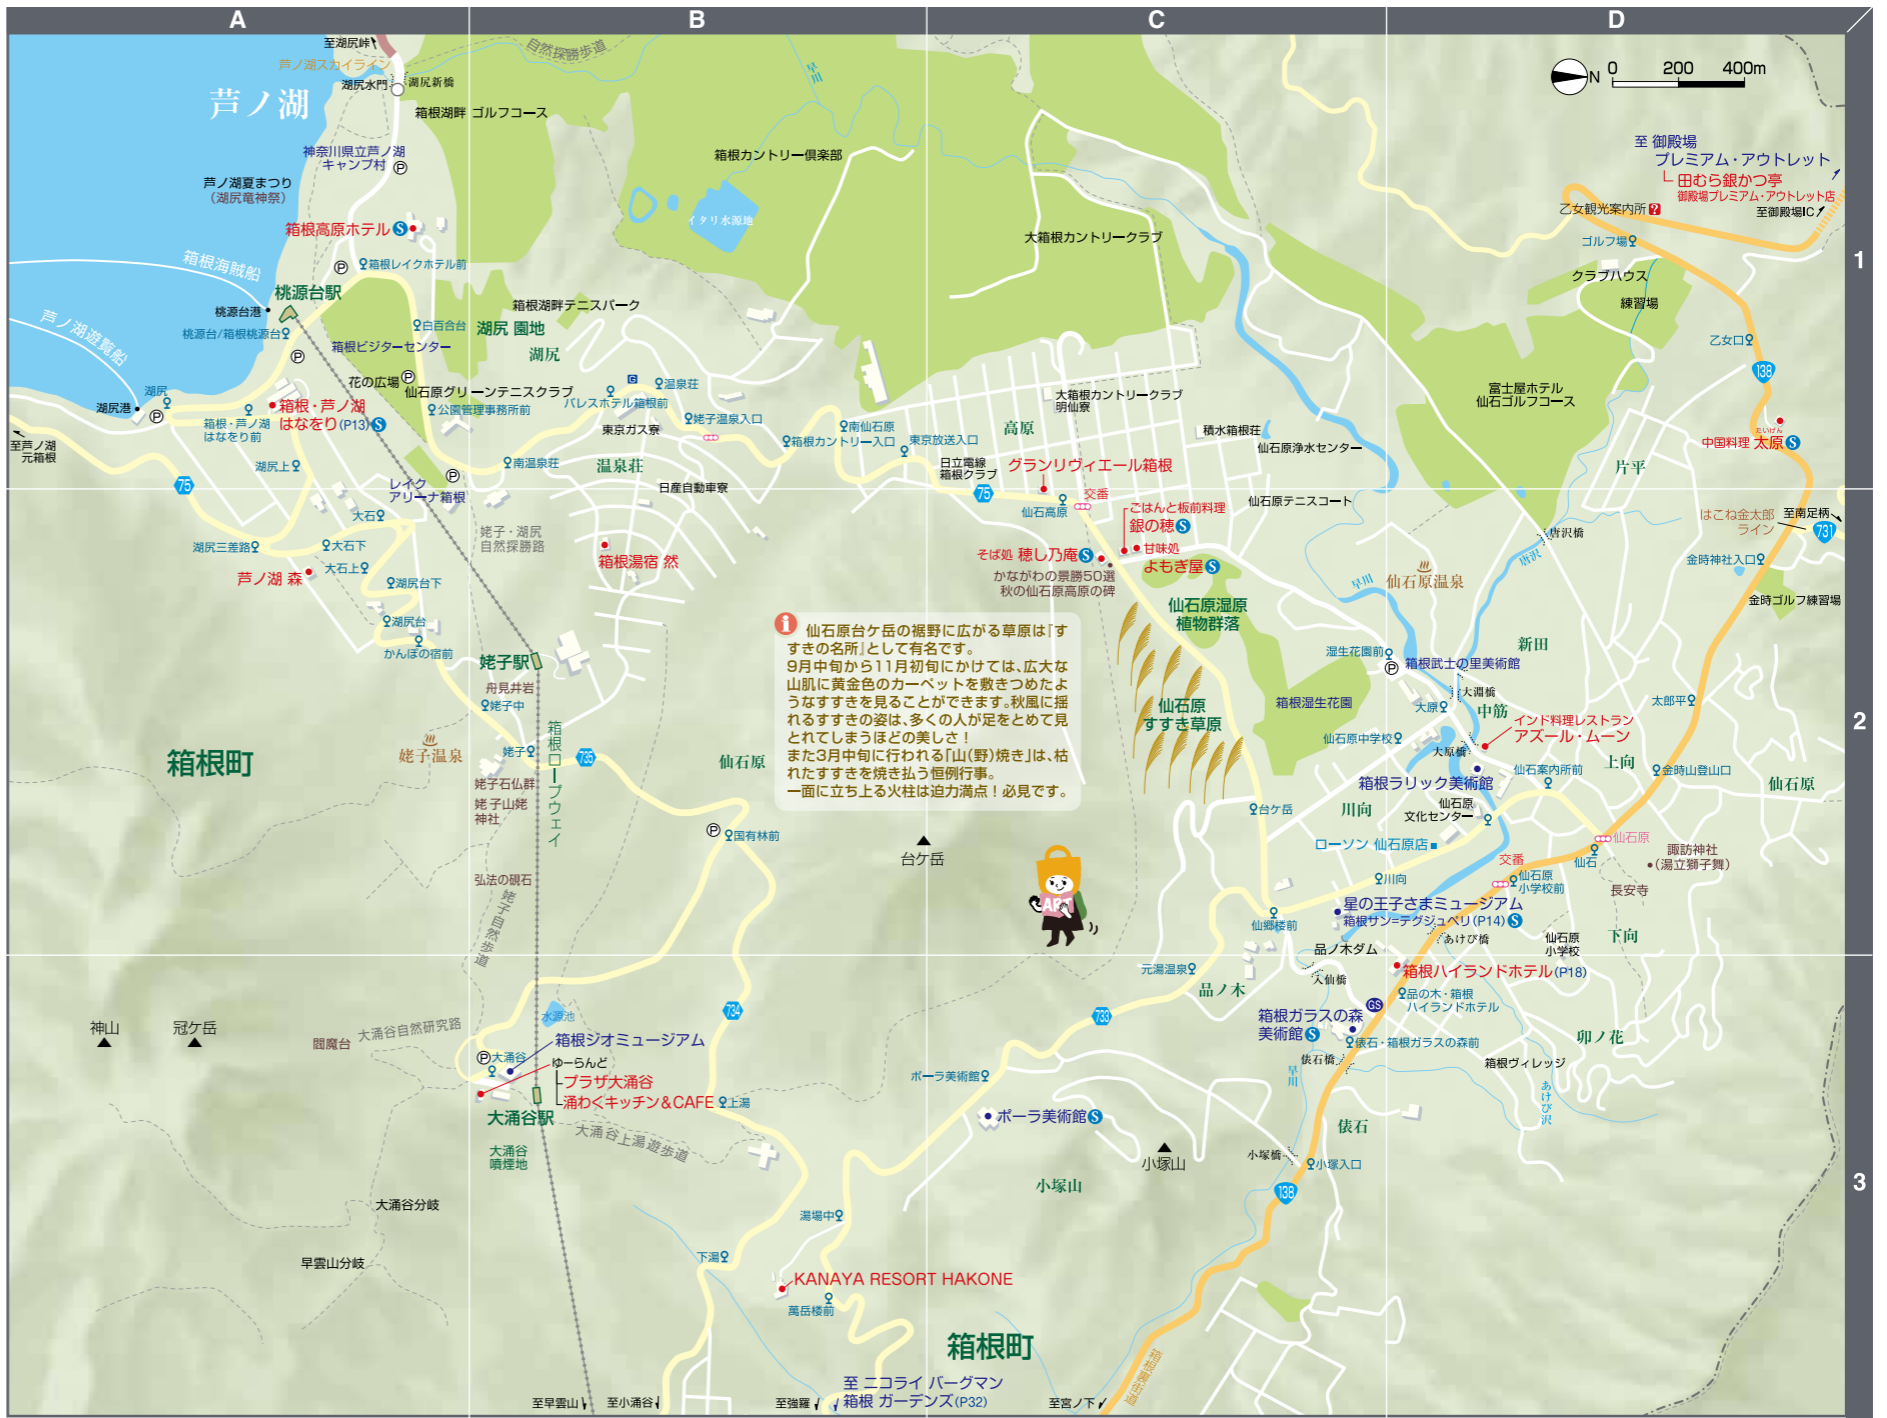 A
B
C
D
1
2
3
至湖尻峠
芦ノ湖スカイライン
湖尻水門
湖尻新橋
自然探勝歩道
早川
芦ノ湖
箱根湖畔 ゴルフコース
神奈川県立芦ノ湖
キャンプ村
P
芦ノ湖夏まつり
(湖尻竜神祭)
箱根高原ホテル S
箱根カントリー倶楽部
イタリ水源地
大箱根カントリークラブ
N
0 200 400m
至 御殿場
プレミアム・アウトレット
田むら銀かつ亭
御殿場プレミアム・アウトレット店
至御殿場IC
乙女観光案内所 ?
ゴルフ場
クラブハウス
練習場
乙女口
138
箱根海賊船
P
箱根レイクホテル前
桃源台駅
桃源台港
桃源台/箱根桃源台
芦ノ湖遊覧船
白百合台
箱根湖畔テニスパーク
湖尻 園地
湖尻
箱根ビジターセンター
P
花の広場
P
仙石原グリーンテニスクラブ
G
温泉荘
パレスホテル箱根前
公園管理事務所前
湖尻
湖尻港
P
箱根・芦ノ湖
はなをり前
箱根・芦ノ湖
はなをり(P13) S
至芦ノ湖
元箱根
湖尻上
75
東京ガス寮
姥子温泉入口
南仙石原
箱根カントリー入口
東京放送入口
日立電線
箱根クラブ
高原
大箱根カントリークラブ
明仙寮
積水箱根荘
仙石原浄水センター
グランリヴィエール箱根
富士屋ホテル
仙石ゴルフコース
たいげん
中国料理 太原 S
片平
P
南温泉荘
温泉荘
日産自動車寮
レイク
アリーナ箱根
大石
湖尻三差路
大石下
大石上
芦ノ湖 森
湖尻台下
湖尻台
かんぽの宿前
姥子・湖尻
自然探勝路
箱根湯宿 然
75
仙石高原
交番
仙石原テニスコート
ごはんと板前料理
銀の穂 S
そば処 穂し乃庵 S
甘味処
よもぎ屋 S
かながわの景勝50選
秋の仙石原高原の碑
はこね金太郎
ライン
至南足柄
731
唐沢橋
唐沢
早川
仙石原温泉
金時神社入口
金時ゴルフ練習場
仙石原湿原
植物群落
新田
湿生花園前
P
箱根武士の里美術館
大淵橋
大原
中筋
太郎平
インド料理レストラン
アズール・ムーン
箱根湿生花園
仙石原
すすき草原
仙石原中学校
大原橋
上向
箱根ラリック美術館
仙石案内所前
金時山登山口
仙石原
仙石原台ケ岳の裾野に広がる草原は『す
すきの名所』として有名です。
9月中旬から11月初旬にかけては、広大な
山肌に黄金色のカーペットを敷きつめたよ
うなすすきを見ることができます。秋風に揺
れるすすきの姿は、多くの人が足をとめて見
とれてしまうほどの美しさ！
また3月中旬に行われる「山(野)焼き」は、枯
れたすすきを焼き払う恒例行事。
一面に立ち上る火柱は迫力満点！必見です。
姥子駅
舟見井岩
姥子中
姥子
姥子温泉
箱根町
735
姥子石仏群
姥子山姥
神社
箱根ロープウェイ
仙石原
P
国有林前
台ケ岳
台ケ岳
川向
仙石原
文化センター
ローソン 仙石原店
交番
仙石原
仙石
諏訪神社
(湯立獅子舞)
長安寺
川向
仙石原
小学校前
弘法の硯石
姥子自然歩道
ART
仙郷楼前
星の王子さまミュージアム
箱根サン=テグジュペリ(P14) S
品ノ木ダム
あけび橋
仙石原
小学校
下向
元湯温泉
品ノ木
入仙橋
箱根ハイランドホテル(P18)
品の木・箱根
ハイランドホテル
GS
箱根ガラスの森
美術館 S
俵石・箱根ガラスの森前
俵石橋
箱根ヴィレッジ
卯ノ花
あけび沢
神山
冠ケ岳
閻魔台
大涌谷自然研究路
水源池
734
733
箱根ジオミュージアム
P
大涌谷
ゆーらんど
プラザ大涌谷
涌わくキッチン＆CAFE
上湯
大涌谷駅
大涌谷
噴煙地
大涌谷上湯遊歩道
ポーラ美術館
ポーラ美術館 S
早川
俵石
小塚山
小塚橋
小塚入口
小塚山
138
大涌谷分岐
早雲山分岐
湯場中
下湯
KANAYA RESORT HAKONE
萬岳楼前
箱根町
箱根裏街道
至早雲山
至小涌谷
至強羅
至 ニコライ バーグマン
箱根 ガーデンズ(P32)
至宮ノ下